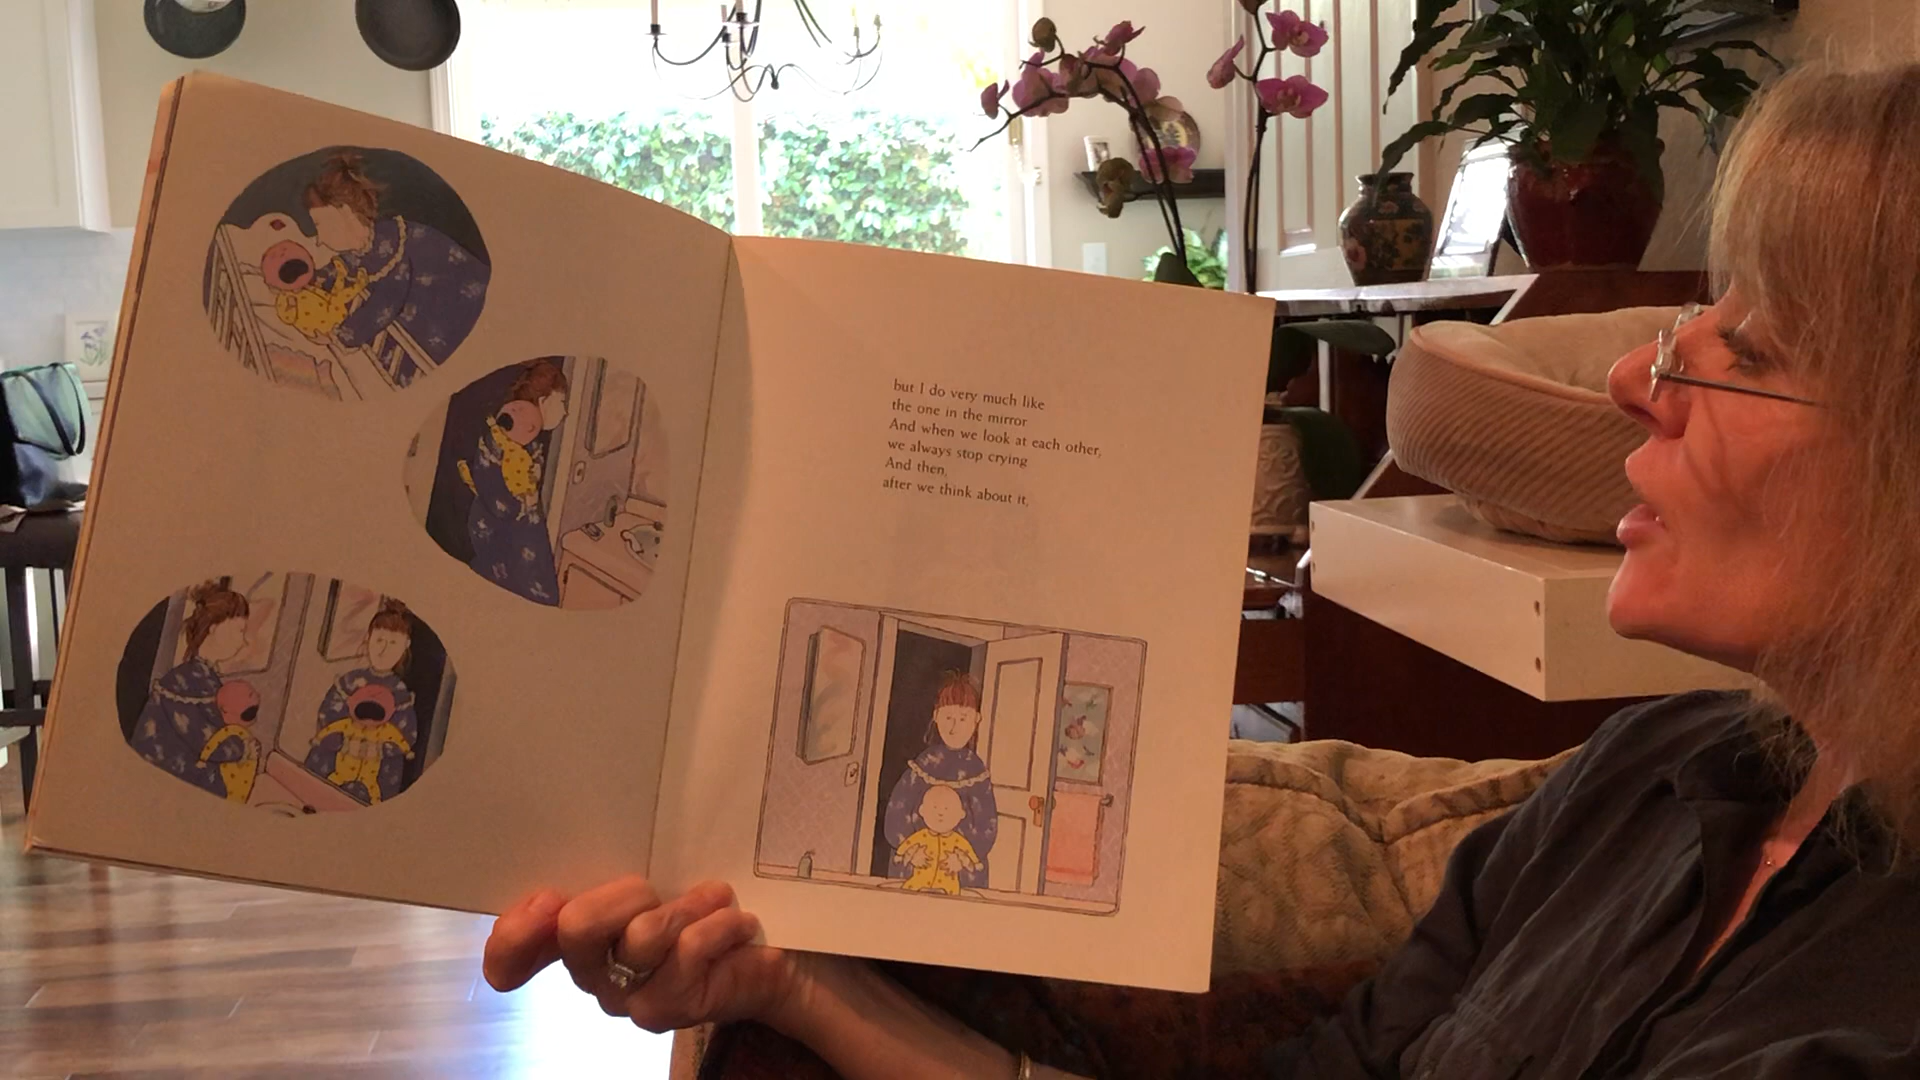 but I do very much like
the one in the mirror
And when we look at each other,
we always stop crying
And then,
after we think about it,